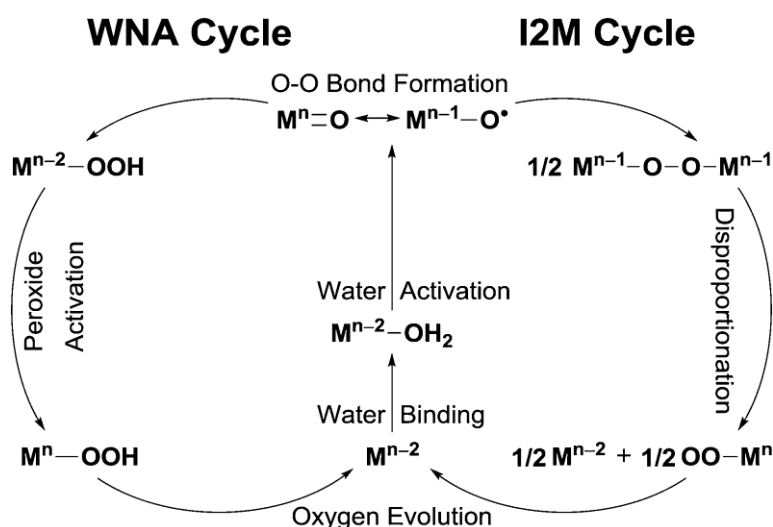 WNA Cycle
I2M Cycle
O-O Bond Formation
Mⁿ=O ↔ Mⁿ⁻¹–O•
Mⁿ⁻²–OOH
1/2 Mⁿ⁻¹–O–O–Mⁿ⁻¹
Peroxide
Activation
Water Activation
Disproportionation
Mⁿ⁻²–OH₂
Water Binding
Mⁿ–OOH
Mⁿ⁻²
1/2 Mⁿ⁻² + 1/2 OO–Mⁿ
Oxygen Evolution